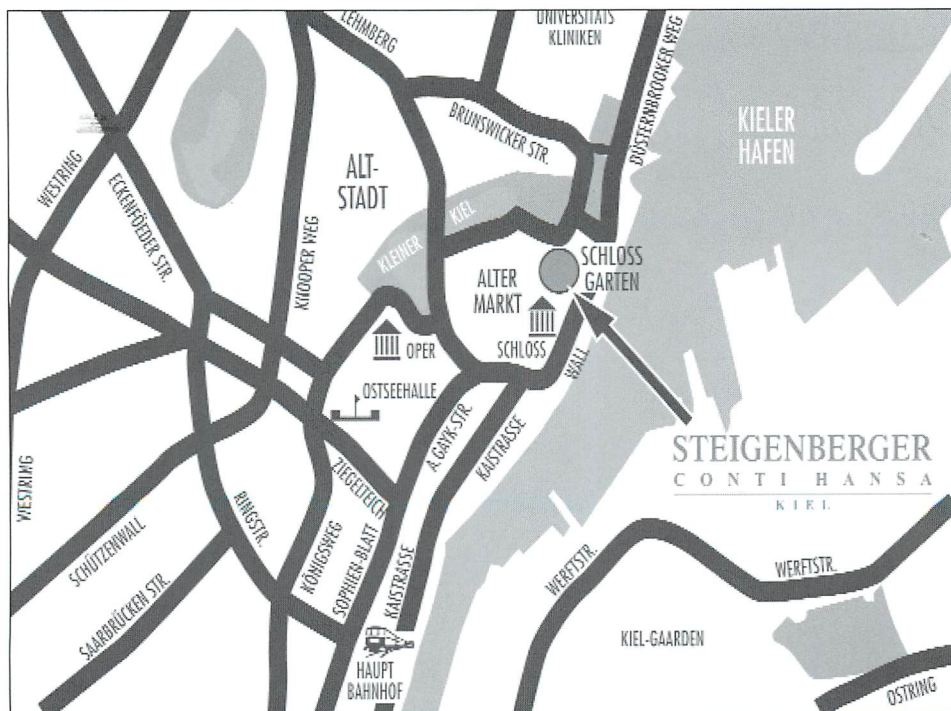 LEHMBERG
UNIVERSITÄTS
KLINIKEN
DÜSTERNBROOKER WEG
BRUNSWICKER STR.
KIELER
HAFEN
WESTRING
ECKENFOEDER STR.
ALT-
STADT
KNOOPER WEG
KLEINER KIEL
ALTER
MARKT
SCHLOSS
GARTEN
OPER
SCHLOSS
WALL
OSTSEEHALLE
A.GAYK-STR.
KAISTRASSE
STEIGENBERGER
CONTI HANSA
KIEL
WESTRING
ZIEGELTEICH
RINGSTR.
SCHÜTZENWALL
KÖNIGSWEG
SOPHIEN-BLATT
KAISTRASSE
WERFTSTR.
WERFTSTR.
SAARBRÜCKEN STR.
KIEL-GAARDEN
HAUPT
BAHNHOF
OSTRING